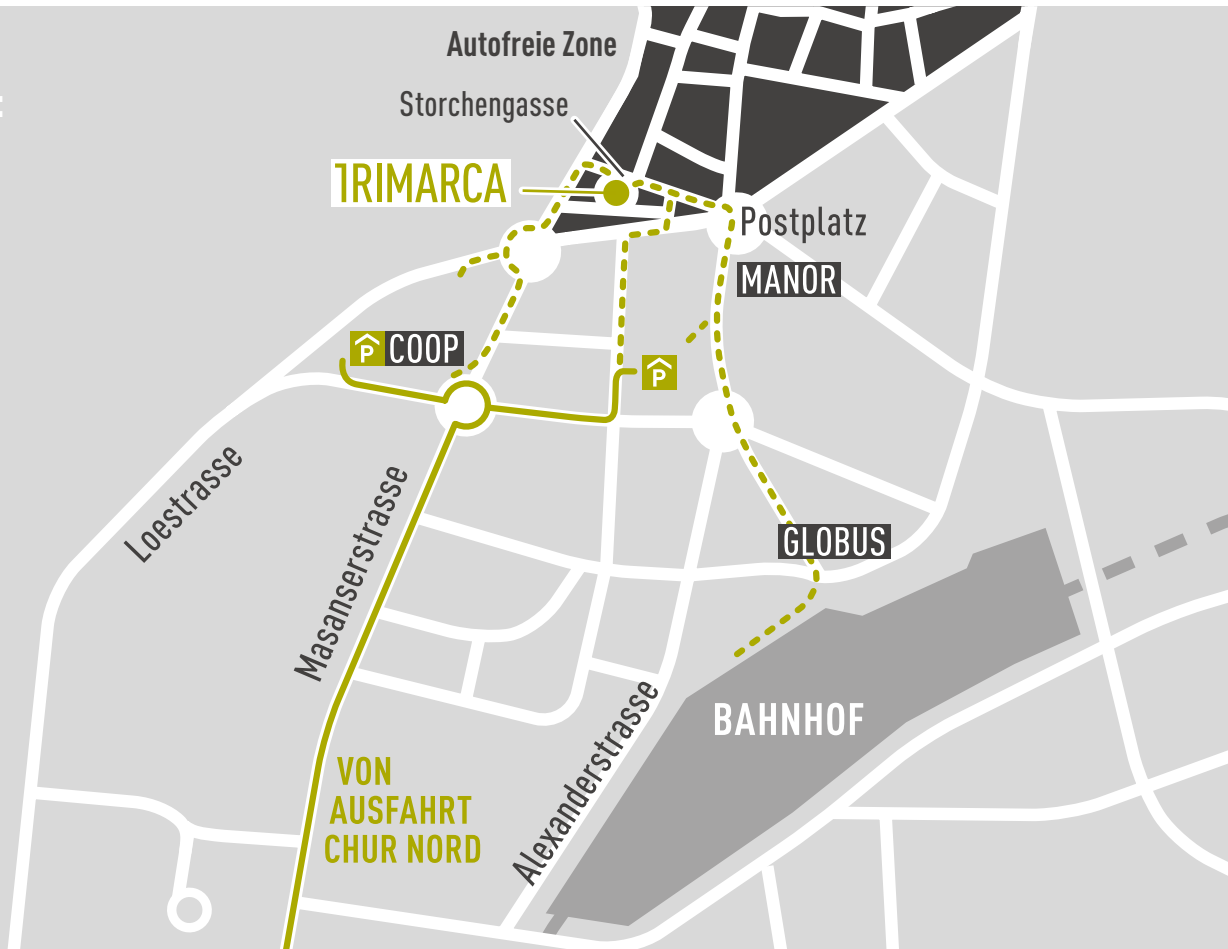 Autofreie Zone
Storchengasse
TRIMARCA
Postplatz
MANOR
P COOP
P
Loestrasse
Masanserstrasse
GLOBUS
BAHNHOF
Alexanderstrasse
VON
AUSFAHRT
CHUR NORD